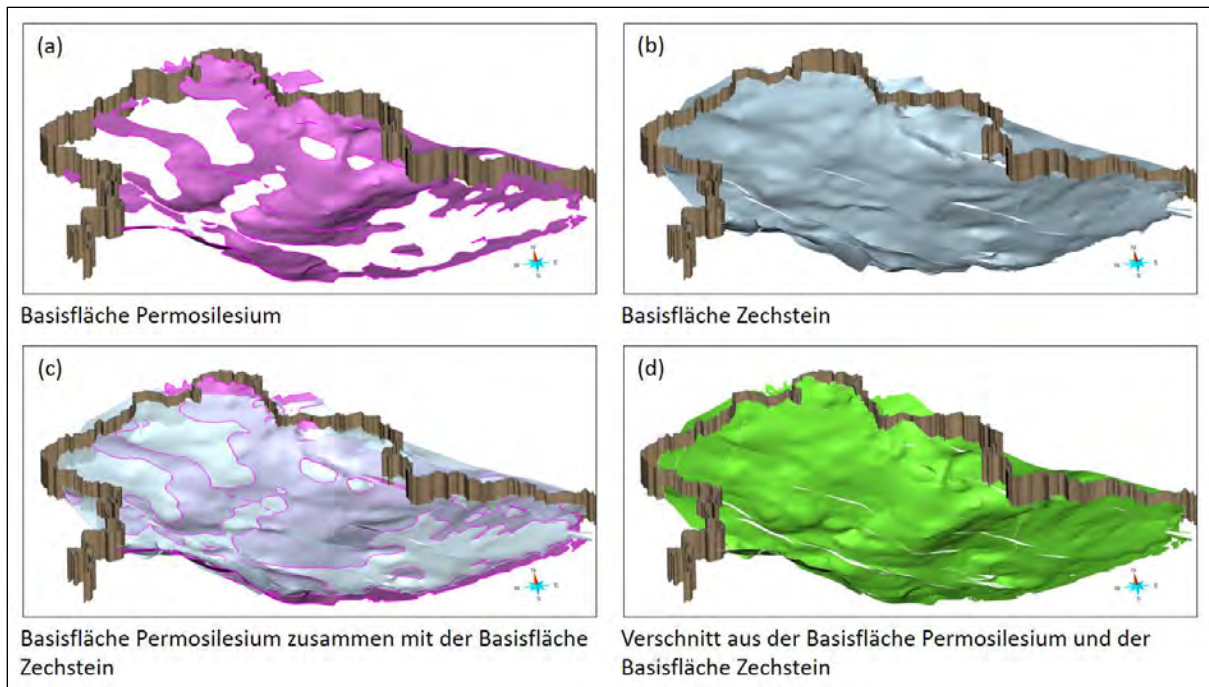 (a)
(b)
Basisfläche Permosilesium
Basisfläche Zechstein
(c)
(d)
Basisfläche Permosilesium zusammen mit der Basisfläche
Zechstein
Verschnitt aus der Basisfläche Permosilesium und der
Basisfläche Zechstein